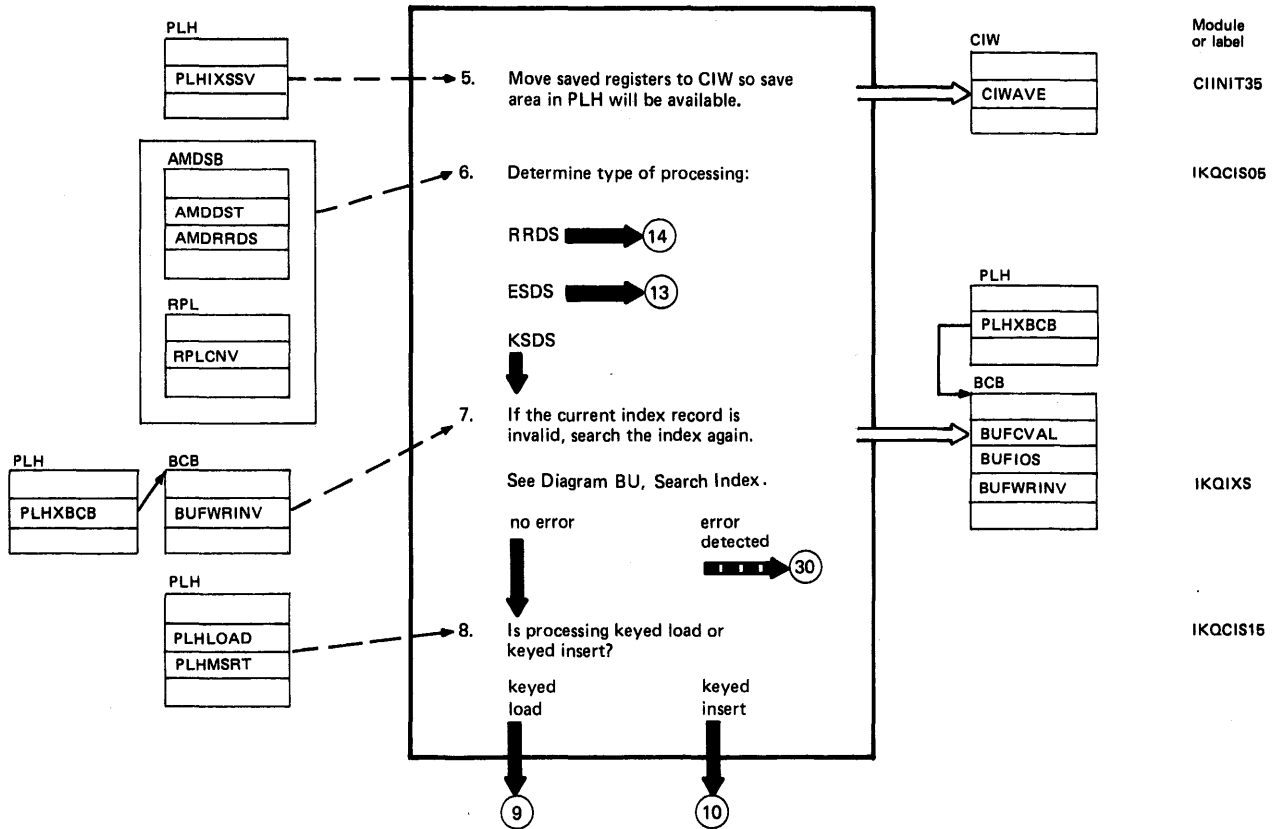 PLH
PLHIXSSV
5. Move saved registers to CIW so save
area in PLH will be available.
CIW
CIWAVE
Module
or label
CIINIT35
AMDSB
AMDDST
AMDRRDS
RPL
RPLCNV
6. Determine type of processing:
RRDS 14
ESDS 13
KSDS
IKQCIS05
PLH
PLHXBCB
BCB
BUFCVAL
BUFIOS
BUFWRINV
PLH
PLHXBCB
BCB
BUFWRINV
7. If the current index record is
invalid, search the index again.
See Diagram BU, Search Index.
IKQIXS
no error
error
detected
30
PLH
PLHLOAD
PLHMSRT
8. Is processing keyed load or
keyed insert?
IKQCIS15
keyed
load
keyed
insert
9
10